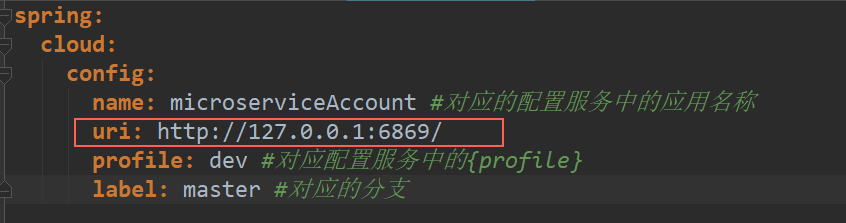 spring:
cloud:
config:
name: microserviceAccount #对应的配置服务中的应用名称
uri: http://127.0.0.1:6869/
profile: dev #对应配置服务中的{profile}
label: master #对应的分支